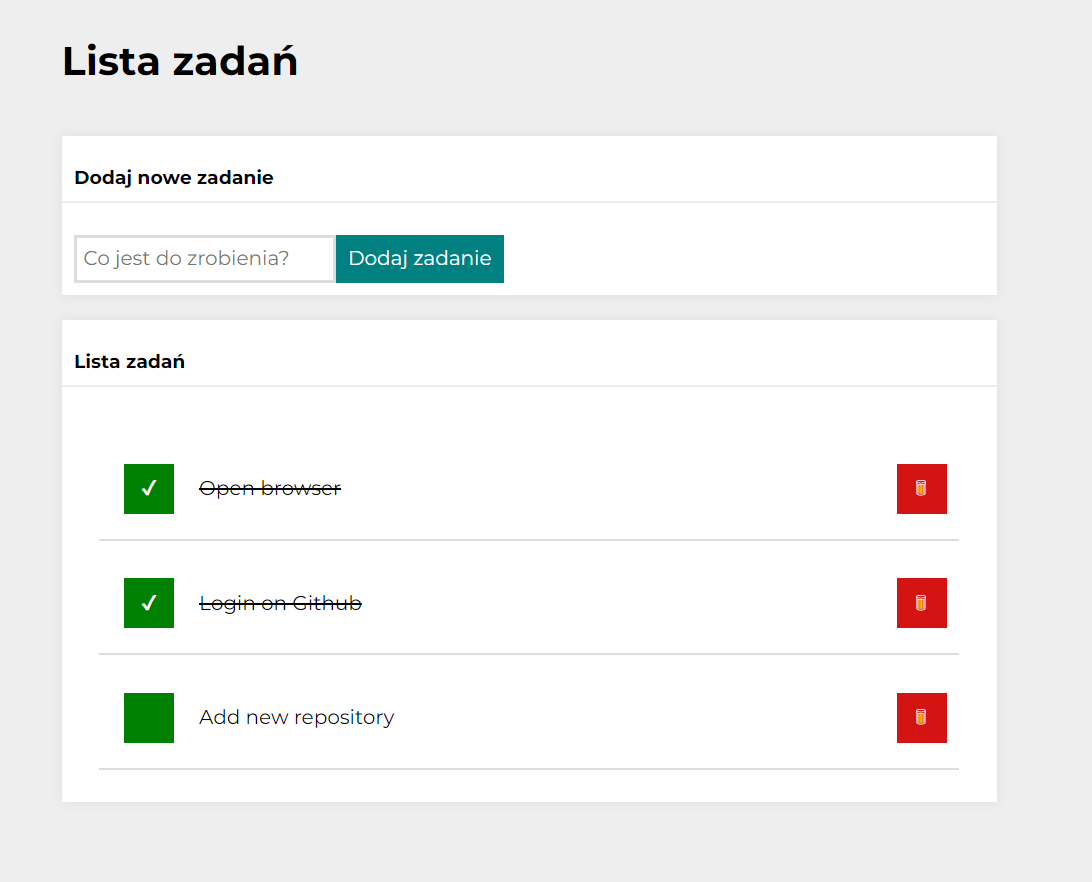 Lista zadań
Dodaj nowe zadanie
Co jest do zrobienia?
Dodaj zadanie
Lista zadań
✓ Open browser
✓ Login on Github
Add new repository